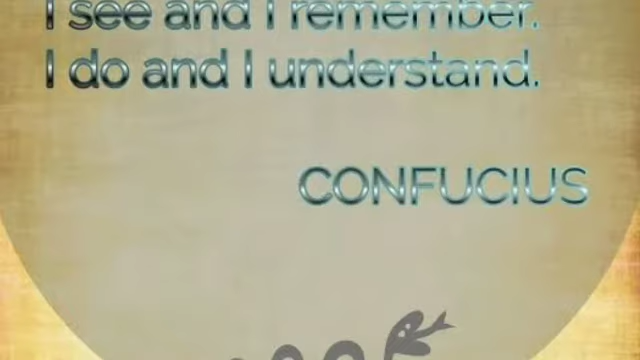 I see and I remember.
I do and I understand.
CONFUCIUS